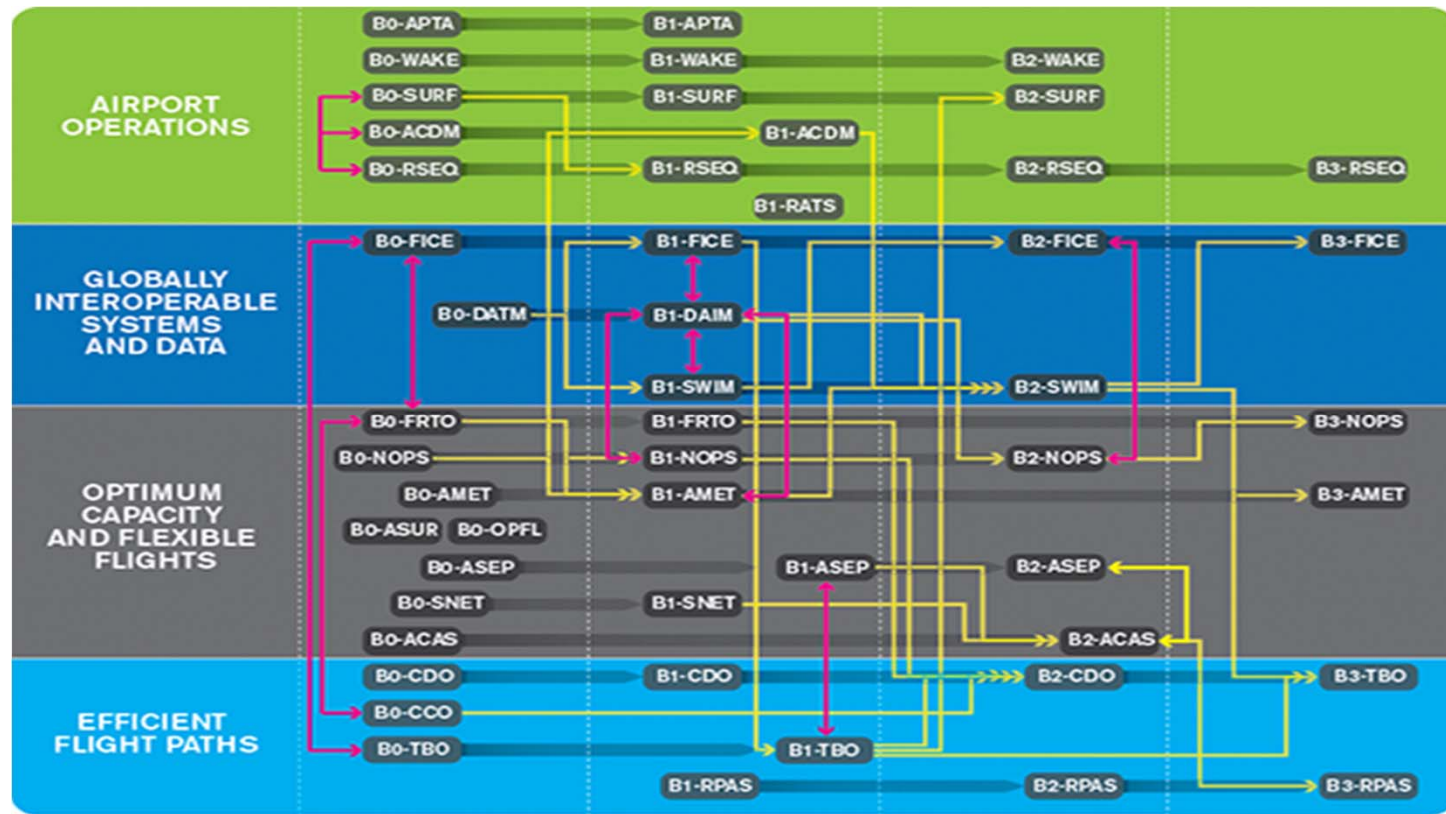 AIRPORT
OPERATIONS
B0-APTA B1-APTA
B0-WAKE B1-WAKE B2-WAKE
B0-SURF B1-SURF B2-SURF
B0-ACDM B1-ACDM
B0-RSEQ B1-RSEQ B2-RSEQ B3-RSEQ
B1-RATS
GLOBALLY
INTEROPERABLE
SYSTEMS
AND DATA
B0-FICE B1-FICE B2-FICE B3-FICE
B0-DATM B1-DAIM
B1-SWIM B2-SWIM
OPTIMUM
CAPACITY
AND FLEXIBLE
FLIGHTS
B0-FRTO B1-FRTO B3-NOPS
B0-NOPS B1-NOPS B2-NOPS
B0-AMET B1-AMET B3-AMET
B0-ASUR B0-OPFL
B0-ASEP B1-ASEP B2-ASEP
B0-SNET B1-SNET
B0-ACAS B2-ACAS
EFFICIENT
FLIGHT PATHS
B0-CDO B1-CDO B2-CDO B3-TBO
B0-CCO
B0-TBO B1-TBO
B1-RPAS B2-RPAS B3-RPAS